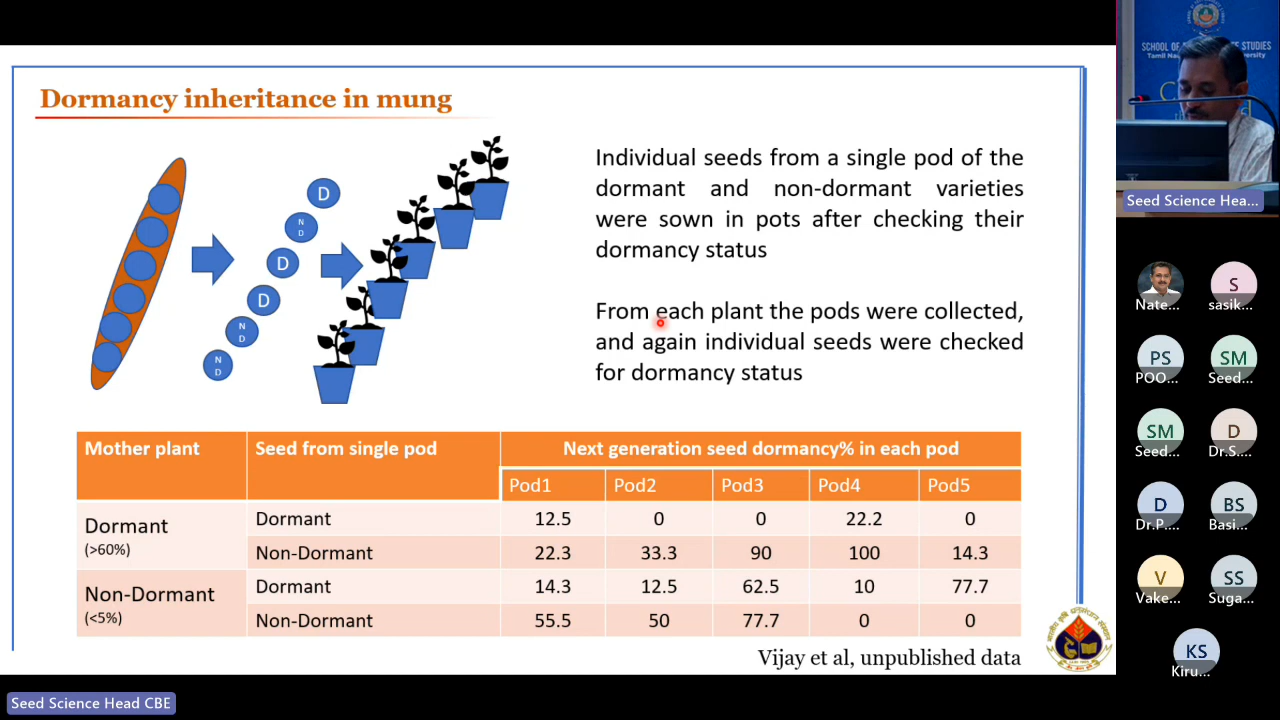 Dormancy inheritance in mung
D
N
D
D
D
N
D
N
D
Individual seeds from a single pod of the
dormant and non-dormant varieties
were sown in pots after checking their
dormancy status
From each plant the pods were collected,
and again individual seeds were checked
for dormancy status
Mother plant Seed from single pod Next generation seed dormancy% in each pod
Pod1 Pod2 Pod3 Pod4 Pod5
Dormant (>60%) Dormant 12.5 0 0 22.2 0
Non-Dormant 22.3 33.3 90 100 14.3
Non-Dormant (<5%) Dormant 14.3 12.5 62.5 10 77.7
Non-Dormant 55.5 50 77.7 0 0
Vijay et al, unpublished data
Seed Science Head CBE
SCHOOL OF
STUDIES
Tamil
Seed Science Hea...
S
Nate... sasik...
PS SM
POO... Seed...
SM D
Seed... Dr.S....
D BS
Dr.P.... Basi...
V SS
Vake... Suga...
KS
Kiru...